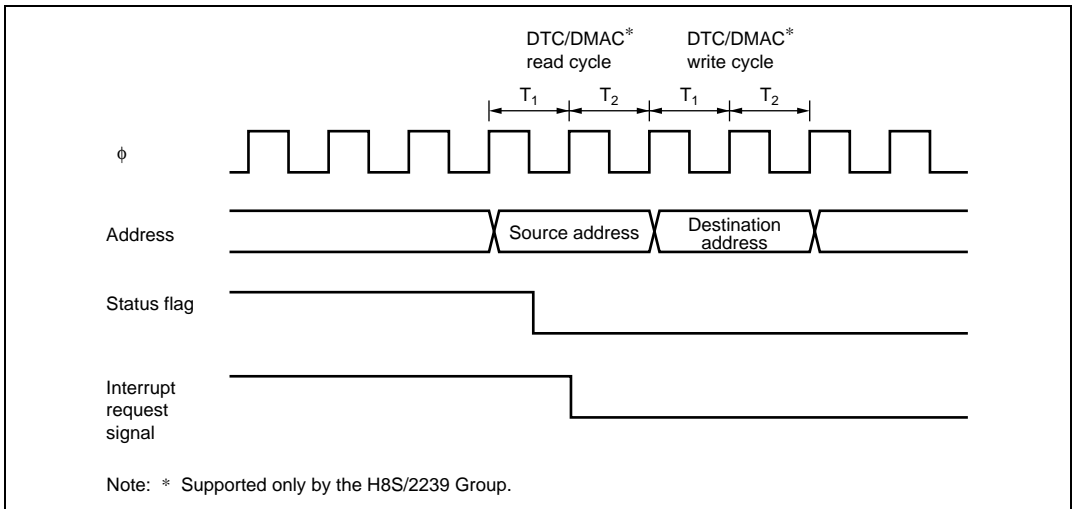 DTC/DMAC* DTC/DMAC*
read cycle write cycle
T1 T2 T1 T2
ϕ
Address Source address Destination address
Status flag
Interrupt
request
signal
Note: * Supported only by the H8S/2239 Group.